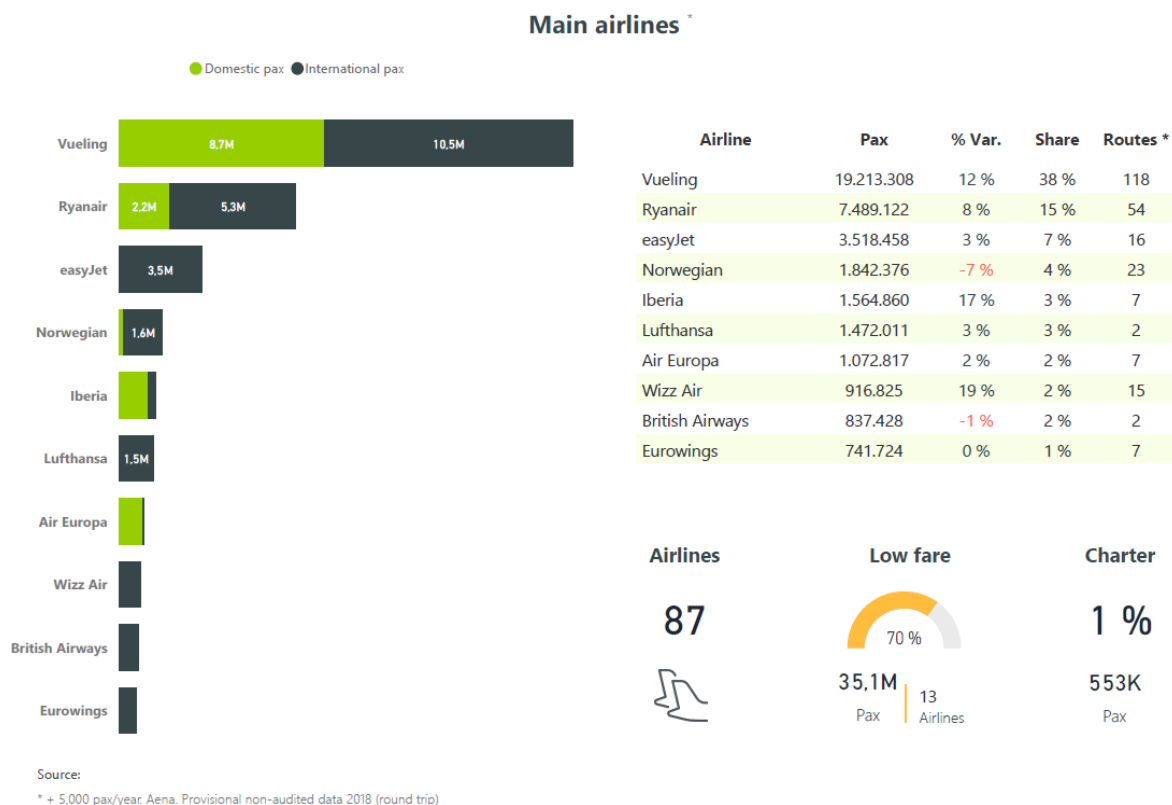 Main airlines *
Domestic pax International pax
Vueling 8,7M 10,5M
Ryanair 2,2M 5,3M
easyJet 3,5M
Norwegian 1,6M
Iberia
Lufthansa 1,5M
Air Europa
Wizz Air
British Airways
Eurowings
Airline Pax % Var. Share Routes *
Vueling 19.213.308 12 % 38 % 118
Ryanair 7.489.122 8 % 15 % 54
easyJet 3.518.458 3 % 7 % 16
Norwegian 1.842.376 -7 % 4 % 23
Iberia 1.564.860 17 % 3 % 7
Lufthansa 1.472.011 3 % 3 % 2
Air Europa 1.072.817 2 % 2 % 7
Wizz Air 916.825 19 % 2 % 15
British Airways 837.428 -1 % 2 % 2
Eurowings 741.724 0 % 1 % 7
Airlines
87
Low fare
70 %
35,1M
Pax
13
Airlines
Charter
1 %
553K
Pax
Source:
* + 5,000 pax/year. Aena. Provisional non-audited data 2018 (round trip)